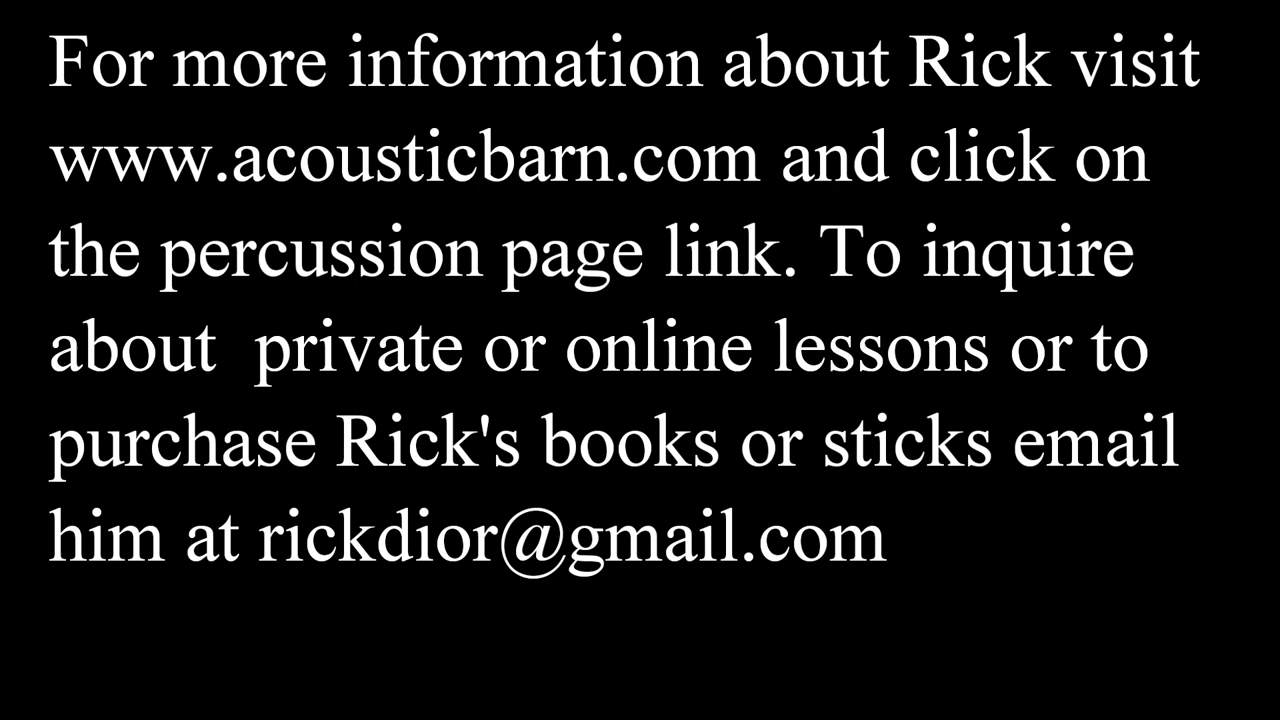 For more information about Rick visit
www.acousticbarn.com and click on
the percussion page link. To inquire
about  private or online lessons or to
purchase Rick's books or sticks email
him at rickdior@gmail.com